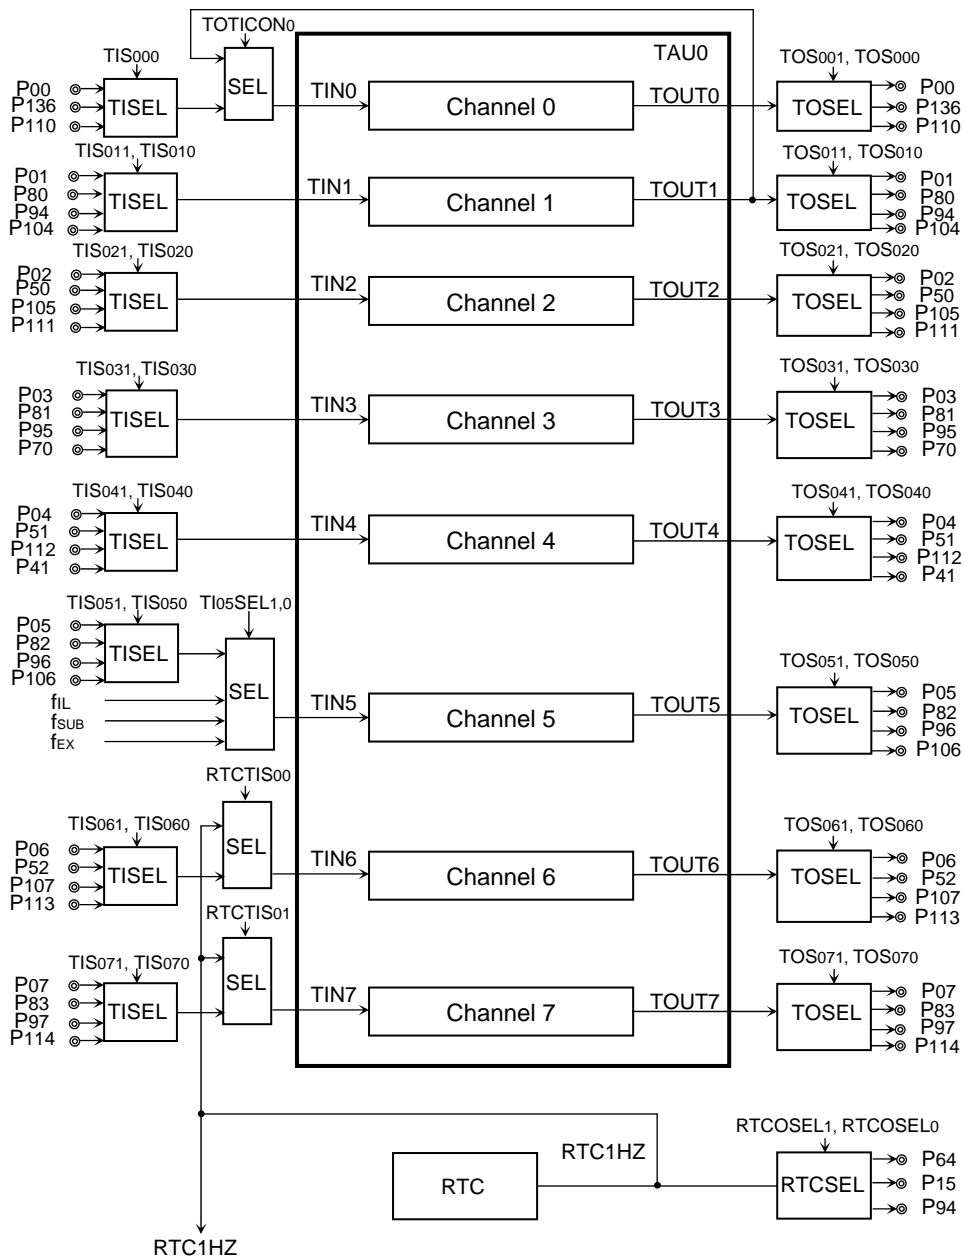 TOTICON0
TAU0
TIS000
TOS001, TOS000
P00
P136
P110
TISEL
SEL
TIN0
Channel 0
TOUT0
TOSEL
P00
P136
P110
TIS011, TIS010
TOS011, TOS010
P01
P80
P94
P104
TISEL
TIN1
Channel 1
TOUT1
TOSEL
P01
P80
P94
P104
TIS021, TIS020
TOS021, TOS020
P02
P50
P105
P111
TISEL
TIN2
Channel 2
TOUT2
TOSEL
P02
P50
P105
P111
TIS031, TIS030
TOS031, TOS030
P03
P81
P95
P70
TISEL
TIN3
Channel 3
TOUT3
TOSEL
P03
P81
P95
P70
TIS041, TIS040
TOS041, TOS040
P04
P51
P112
P41
TISEL
TIN4
Channel 4
TOUT4
TOSEL
P04
P51
P112
P41
TIS051, TIS050
TI05SEL1,0
TOS051, TOS050
P05
P82
P96
P106
TISEL
fIL
fSUB
fEX
SEL
TIN5
Channel 5
TOUT5
TOSEL
P05
P82
P96
P106
RTCTIS00
TIS061, TIS060
TOS061, TOS060
P06
P52
P107
P113
TISEL
SEL
TIN6
Channel 6
TOUT6
TOSEL
P06
P52
P107
P113
RTCTIS01
TIS071, TIS070
TOS071, TOS070
P07
P83
P97
P114
TISEL
SEL
TIN7
Channel 7
TOUT7
TOSEL
P07
P83
P97
P114
RTCOSEL1, RTCOSEL0
RTC
RTC1HZ
RTCSEL
P64
P15
P94
RTC1HZ